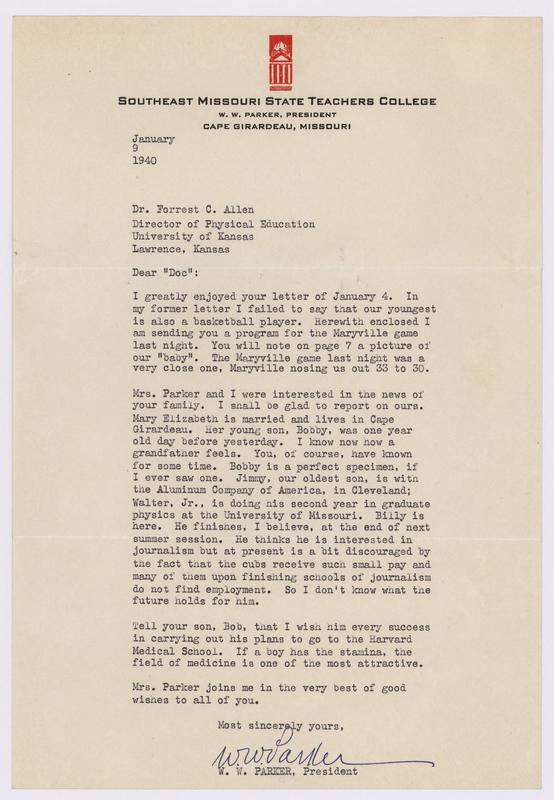 SOUTHEAST MISSOURI STATE TEACHERS COLLEGE
W. W. PARKER, PRESIDENT
CAPE GIRARDEAU, MISSOURI
January
9
1940
Dr. Forrest C. Allen
Director of Physical Education
University of Kansas
Lawrence, Kansas
Dear "Doc":
I greatly enjoyed your letter of January 4. In
my former letter I failed to say that our youngest
is also a basketball player. Herewith enclosed I
am sending you a program for the Maryville game
last night. You will note on page 7 a picture of
our "baby". The Maryville game last night was a
very close one, Maryville nosing us out 33 to 30.
Mrs. Parker and I were interested in the news of
your family. I shall be glad to report on ours.
Mary Elizabeth is married and lives in Cape
Girardeau. Her young son, Bobby, was one year
old day before yesterday. I know now how a
grandfather feels. You, of course, have known
for some time. Bobby is a perfect specimen, if
I ever saw one. Jimmy, our oldest son, is with
the Aluminum Company of America, in Cleveland;
Walter, Jr., is doing his second year in graduate
physics at the University of Missouri. Billy is
here. He finishes, I believe, at the end of next
summer session. He thinks he is interested in
journalism but at present is a bit discouraged by
the fact that the cubs receive such small pay and
many of them upon finishing schools of journalism
do not find employment. So I don't know what the
future holds for him.
Tell your son, Bob, that I wish him every success
in carrying out his plans to go to the Harvard
Medical School. If a boy has the stamina, the
field of medicine is one of the most attractive.
Mrs. Parker joins me in the very best of good
wishes to all of you.
Most sincerely yours,
W W Parker
W. W. PARKER, President